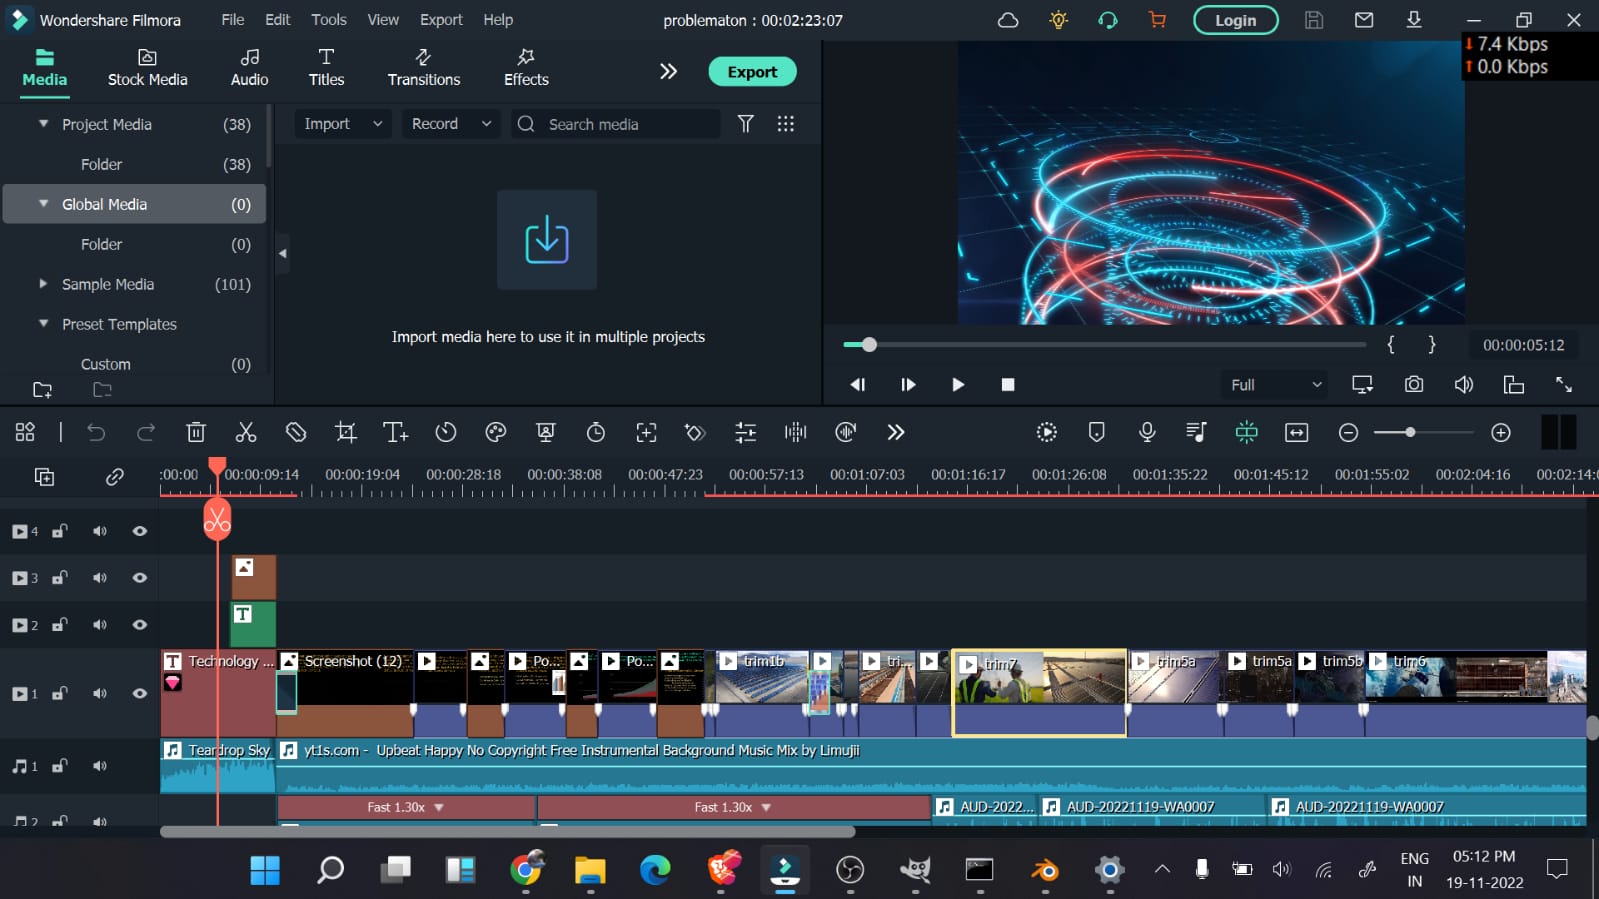 Wondershare Filmora File Edit Tools View Export Help problematon : 00:02:23:07 Login
7.4 Kbps
0.0 Kbps
Media Stock Media Audio Titles Transitions Effects Export
Project Media (38)
Folder (38)
Global Media (0)
Folder (0)
Sample Media (101)
Preset Templates
Custom (0)
Import Record Search media
Import media here to use it in multiple projects
{ } 00:00:05:12
Full
:00:00 00:00:09:14 00:00:19:04 00:00:28:18 00:00:38:08 00:00:47:23 00:00:57:13 00:01:07:03 00:01:16:17 00:01:26:08 00:01:35:22 00:01:45:12 00:01:55:02 00:02:04:16 00:02:14:0
4
3
2 T
T Technology ... Screenshot (12) Po... Po... trim1b tri... trim7 trim5a trim5a trim5b trim6
1
Teardrop Sky yt1s.com - Upbeat Happy No Copyright Free Instrumental Background Music Mix by Limujii
1
Fast 1.30x Fast 1.30x AUD-2022... AUD-20221119-WA0007 AUD-20221119-WA0007
2
ENG
IN
05:12 PM
19-11-2022